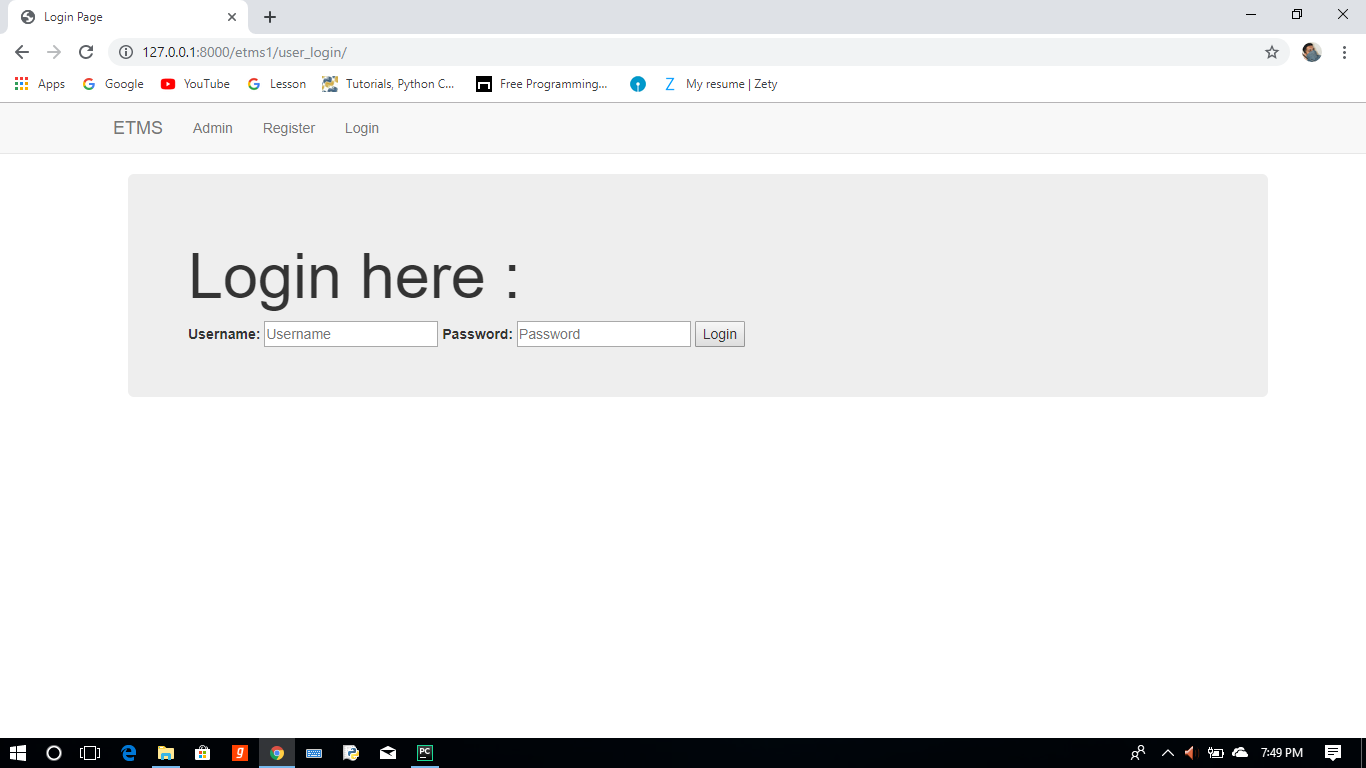 Login Page
127.0.0.1:8000/etms1/user_login/
Apps Google YouTube Lesson Tutorials, Python C... Free Programming... Z My resume | Zety
ETMS Admin Register Login
Login here :
Username: Username Password: Password Login
PC 7:49 PM